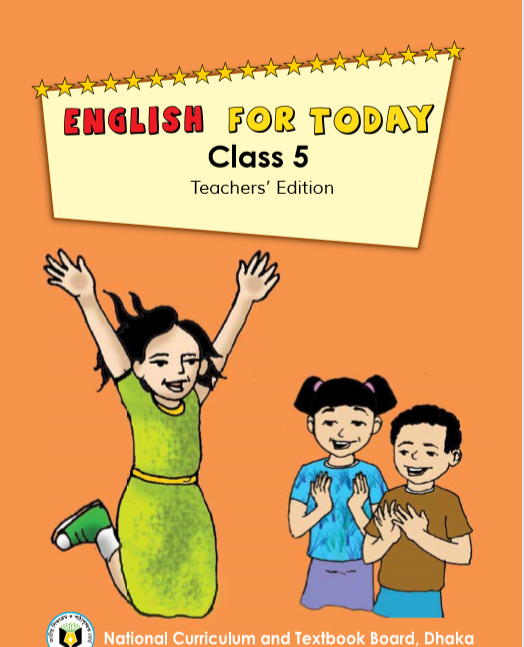 ENGLISH FOR TODAY
Class 5
Teachers' Edition
National Curriculum and Textbook Board, Dhaka